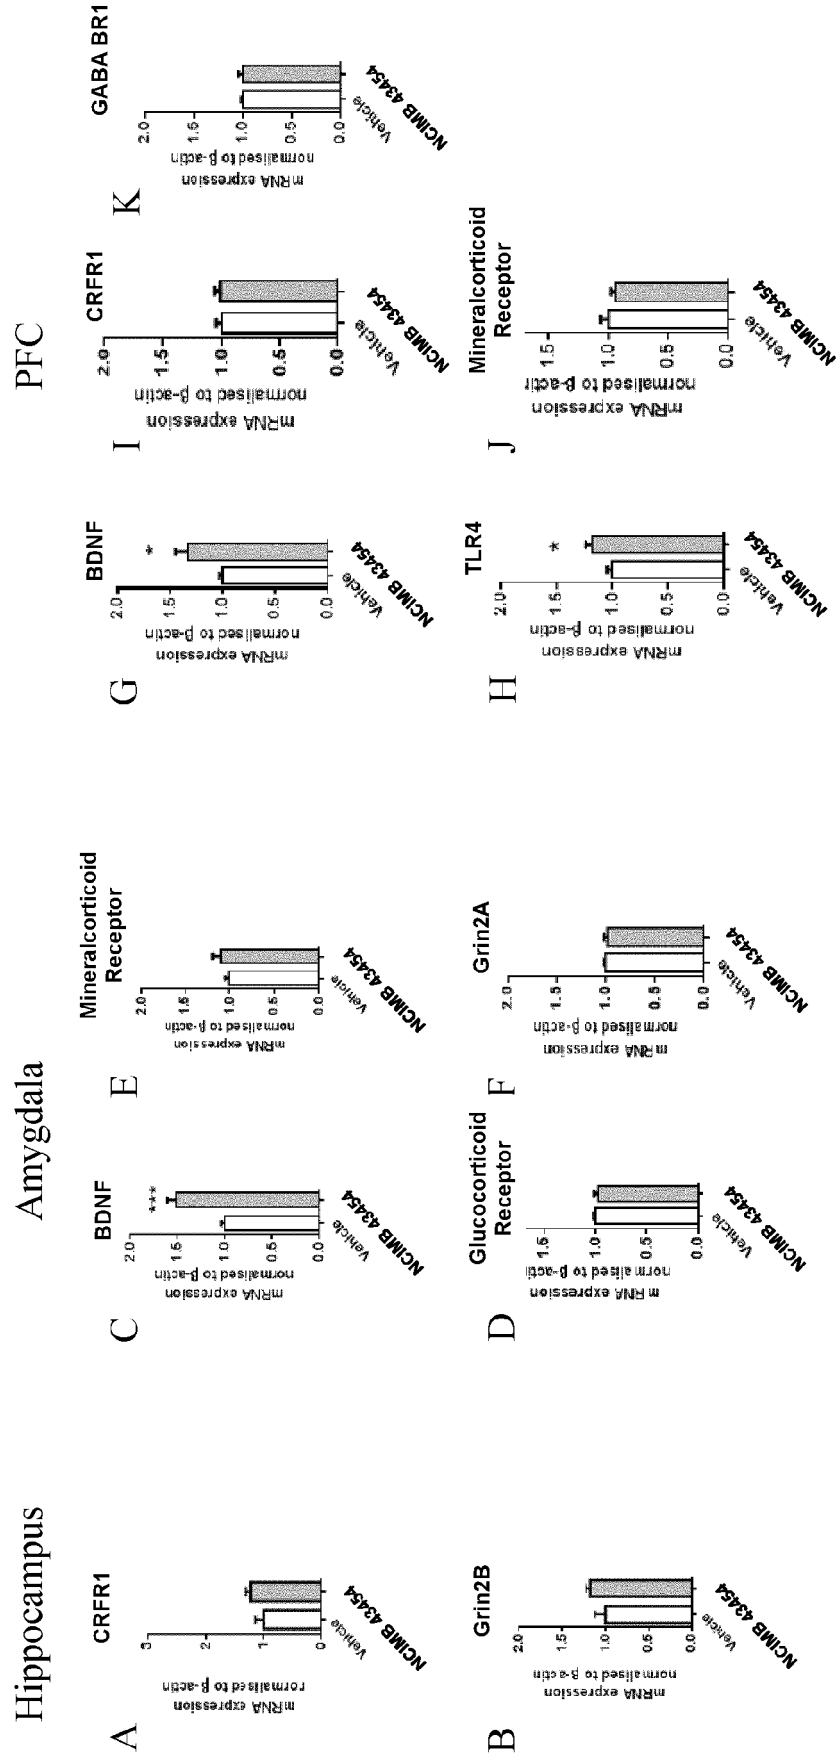 Hippocampus
A
CRFR1
mRNA expression
normalised to β-actin
3
2
1
0
Vehicle
NCIMB 43454
B
Grin2B
mRNA expression
normalised to β-actin
2.0
1.5
1.0
0.5
0.0
Vehicle
NCIMB 43454
Amygdala
C
BDNF
mRNA expression
normalised to β-actin
2.0
1.5
1.0
0.5
0.0
***
Vehicle
NCIMB 43454
D
Glucocorticoid
Receptor
mRNA expression
normalised to β-actin
1.5
1.0
0.5
0.0
Vehicle
NCIMB 43454
E
Mineralcorticoid
Receptor
mRNA expression
normalised to β-actin
2.0
1.5
1.0
0.5
0.0
Vehicle
NCIMB 43454
F
Grin2A
mRNA expression
normalised to β-actin
2.0
1.5
1.0
0.5
0.0
Vehicle
NCIMB 43454
PFC
G
BDNF
mRNA expression
normalised to β-actin
2.0
1.5
1.0
0.5
0.0
*
Vehicle
NCIMB 43454
H
TLR4
mRNA expression
normalised to β-actin
2.0
1.5
1.0
0.5
0.0
*
Vehicle
NCIMB 43454
I
CRFR1
mRNA expression
normalised to β-actin
2.0
1.5
1.0
0.5
0.0
Vehicle
NCIMB 43454
J
Mineralcorticoid
Receptor
mRNA expression
normalised to β-actin
1.5
1.0
0.5
0.0
Vehicle
NCIMB 43454
K
GABA BR1
mRNA expression
normalised to β-actin
2.0
1.5
1.0
0.5
0.0
Vehicle
NCIMB 43454